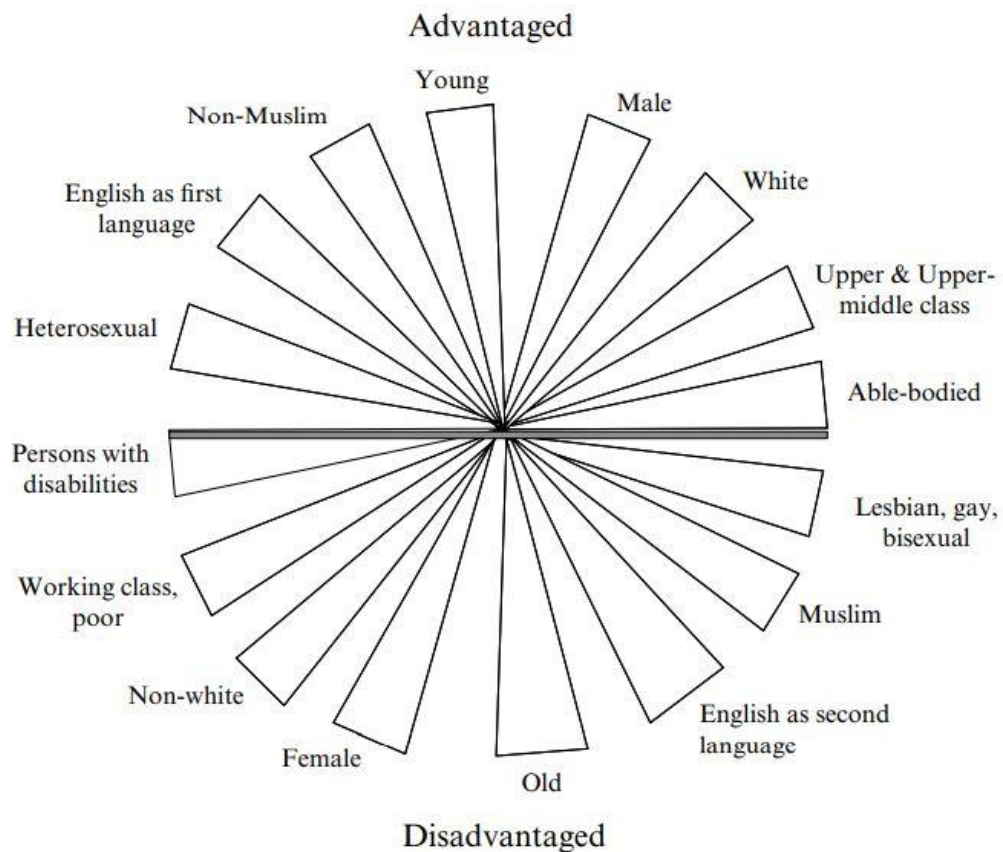 Advantaged
Young
Male
Non-Muslim
White
English as first
language
Upper & Upper-
middle class
Heterosexual
Able-bodied
Persons with
disabilities
Lesbian, gay,
bisexual
Working class,
poor
Muslim
Non-white
English as second
language
Female
Old
Disadvantaged